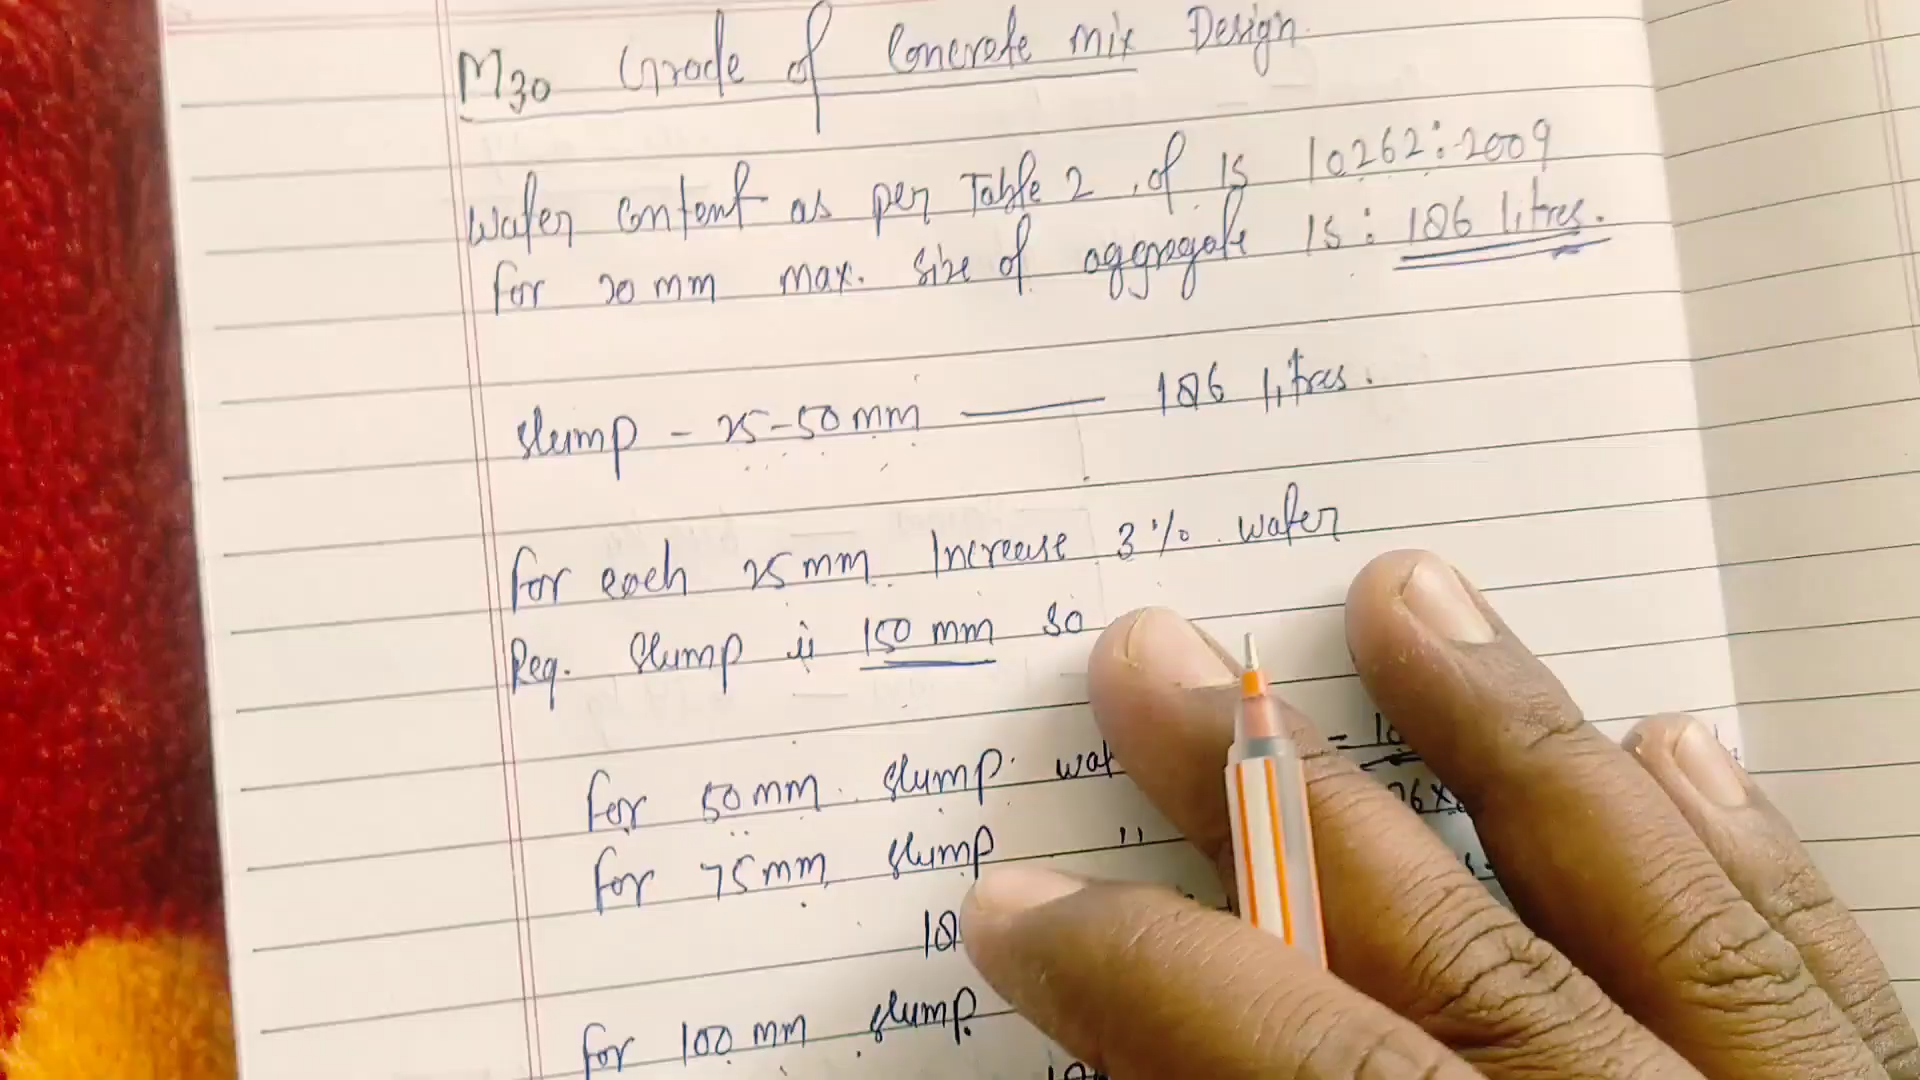 M30 Grade of Concrete mix Design.
Water content as per Table 2, of IS 10262:2009
for 20 mm max. size of aggregate is: 186 litres.
slump - 25-50 mm — 186 litres.
for each 25 mm Increase 3% water
Req. slump is 150 mm so
for 50 mm slump. wat
for 75 mm slump "
18
for 100 mm slump.